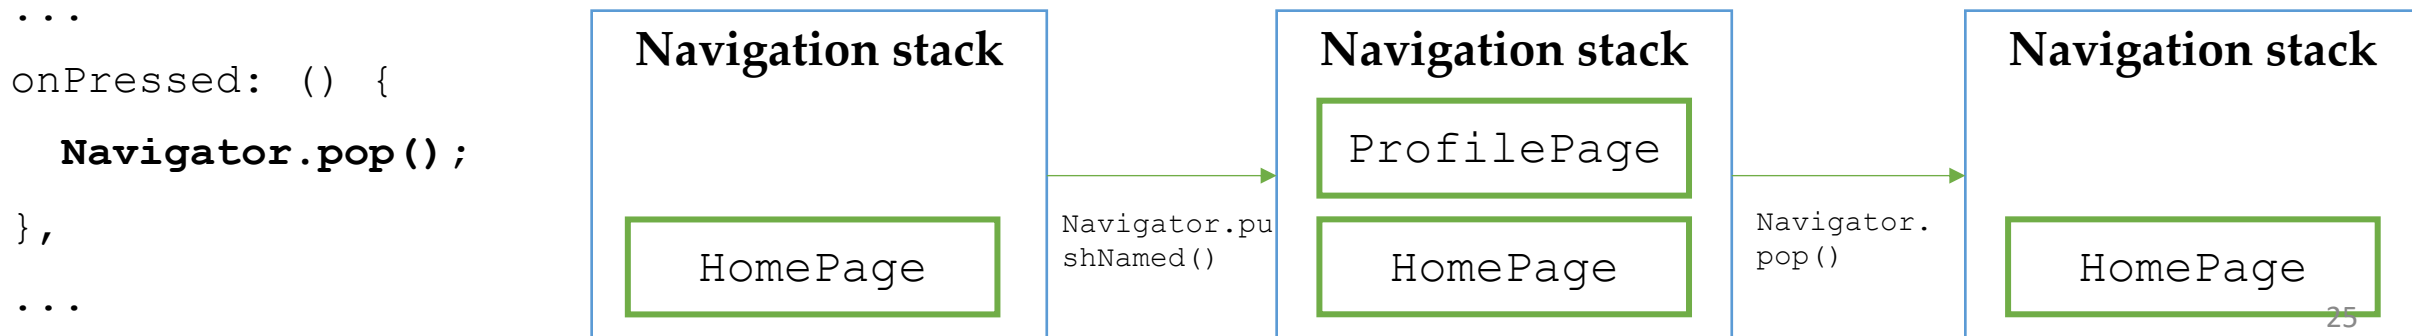 ...
onPressed: () {
Navigator.pop();
},
...
Navigation stack
HomePage
Navigator.pu
shNamed()
Navigation stack
ProfilePage
HomePage
Navigator.
pop()
Navigation stack
HomePage
25